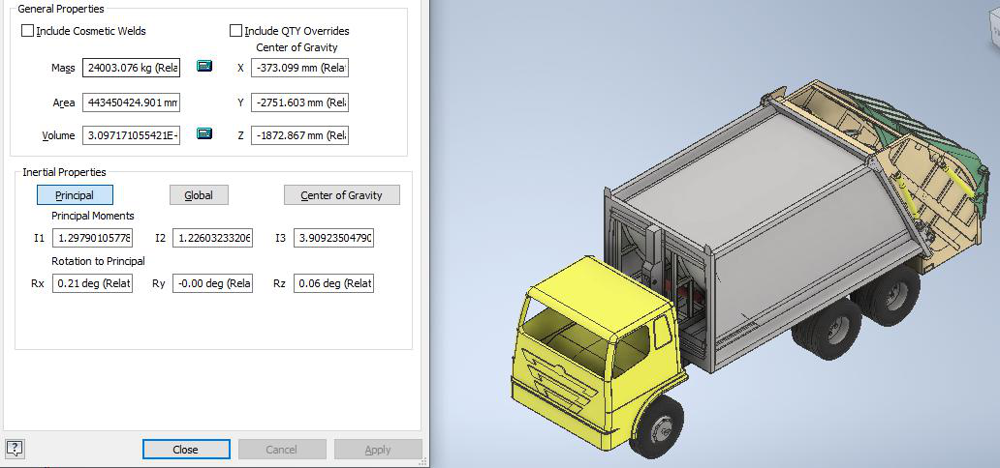 General Properties
Include Cosmetic Welds
Include QTY Overrides
Center of Gravity
Mass 24003.076 kg (Rela X -373.099 mm (Rela
Area 443450424.901 mm Y -2751.603 mm (Rel
Volume 3.097171055421E- Z -1872.867 mm (Rel
Inertial Properties
Principal Global Center of Gravity
Principal Moments
I1 1.29790105778 I2 1.22603233206 I3 3.90923504790
Rotation to Principal
Rx 0.21 deg (Relat Ry -0.00 deg (Rela Rz 0.06 deg (Relat
? Close Cancel Apply